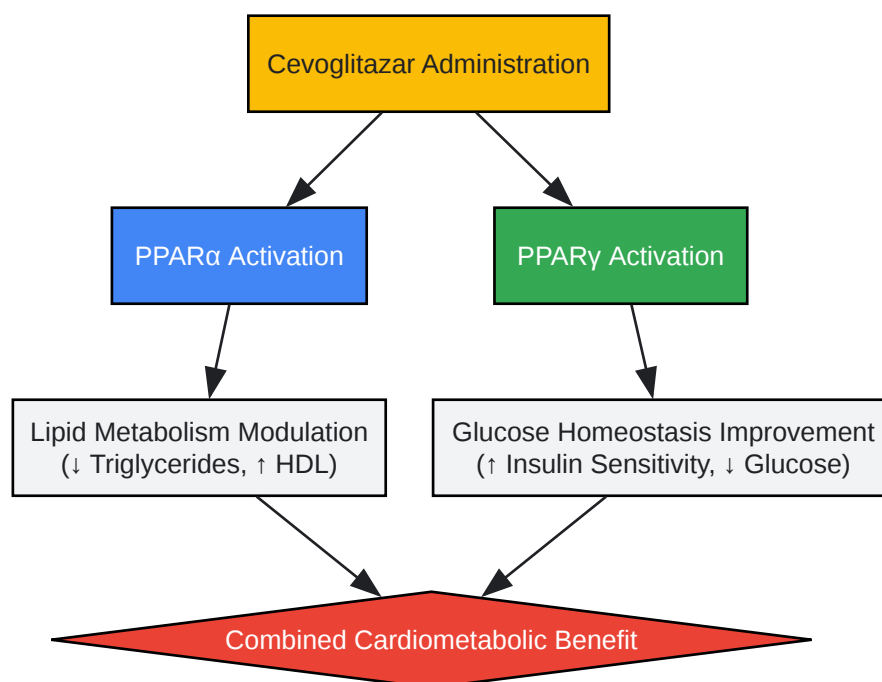 Cevoglitazar Administration
PPARα Activation
PPARγ Activation
Lipid Metabolism Modulation
(↓ Triglycerides, ↑ HDL)
Glucose Homeostasis Improvement
(↑ Insulin Sensitivity, ↓ Glucose)
Combined Cardiometabolic Benefit